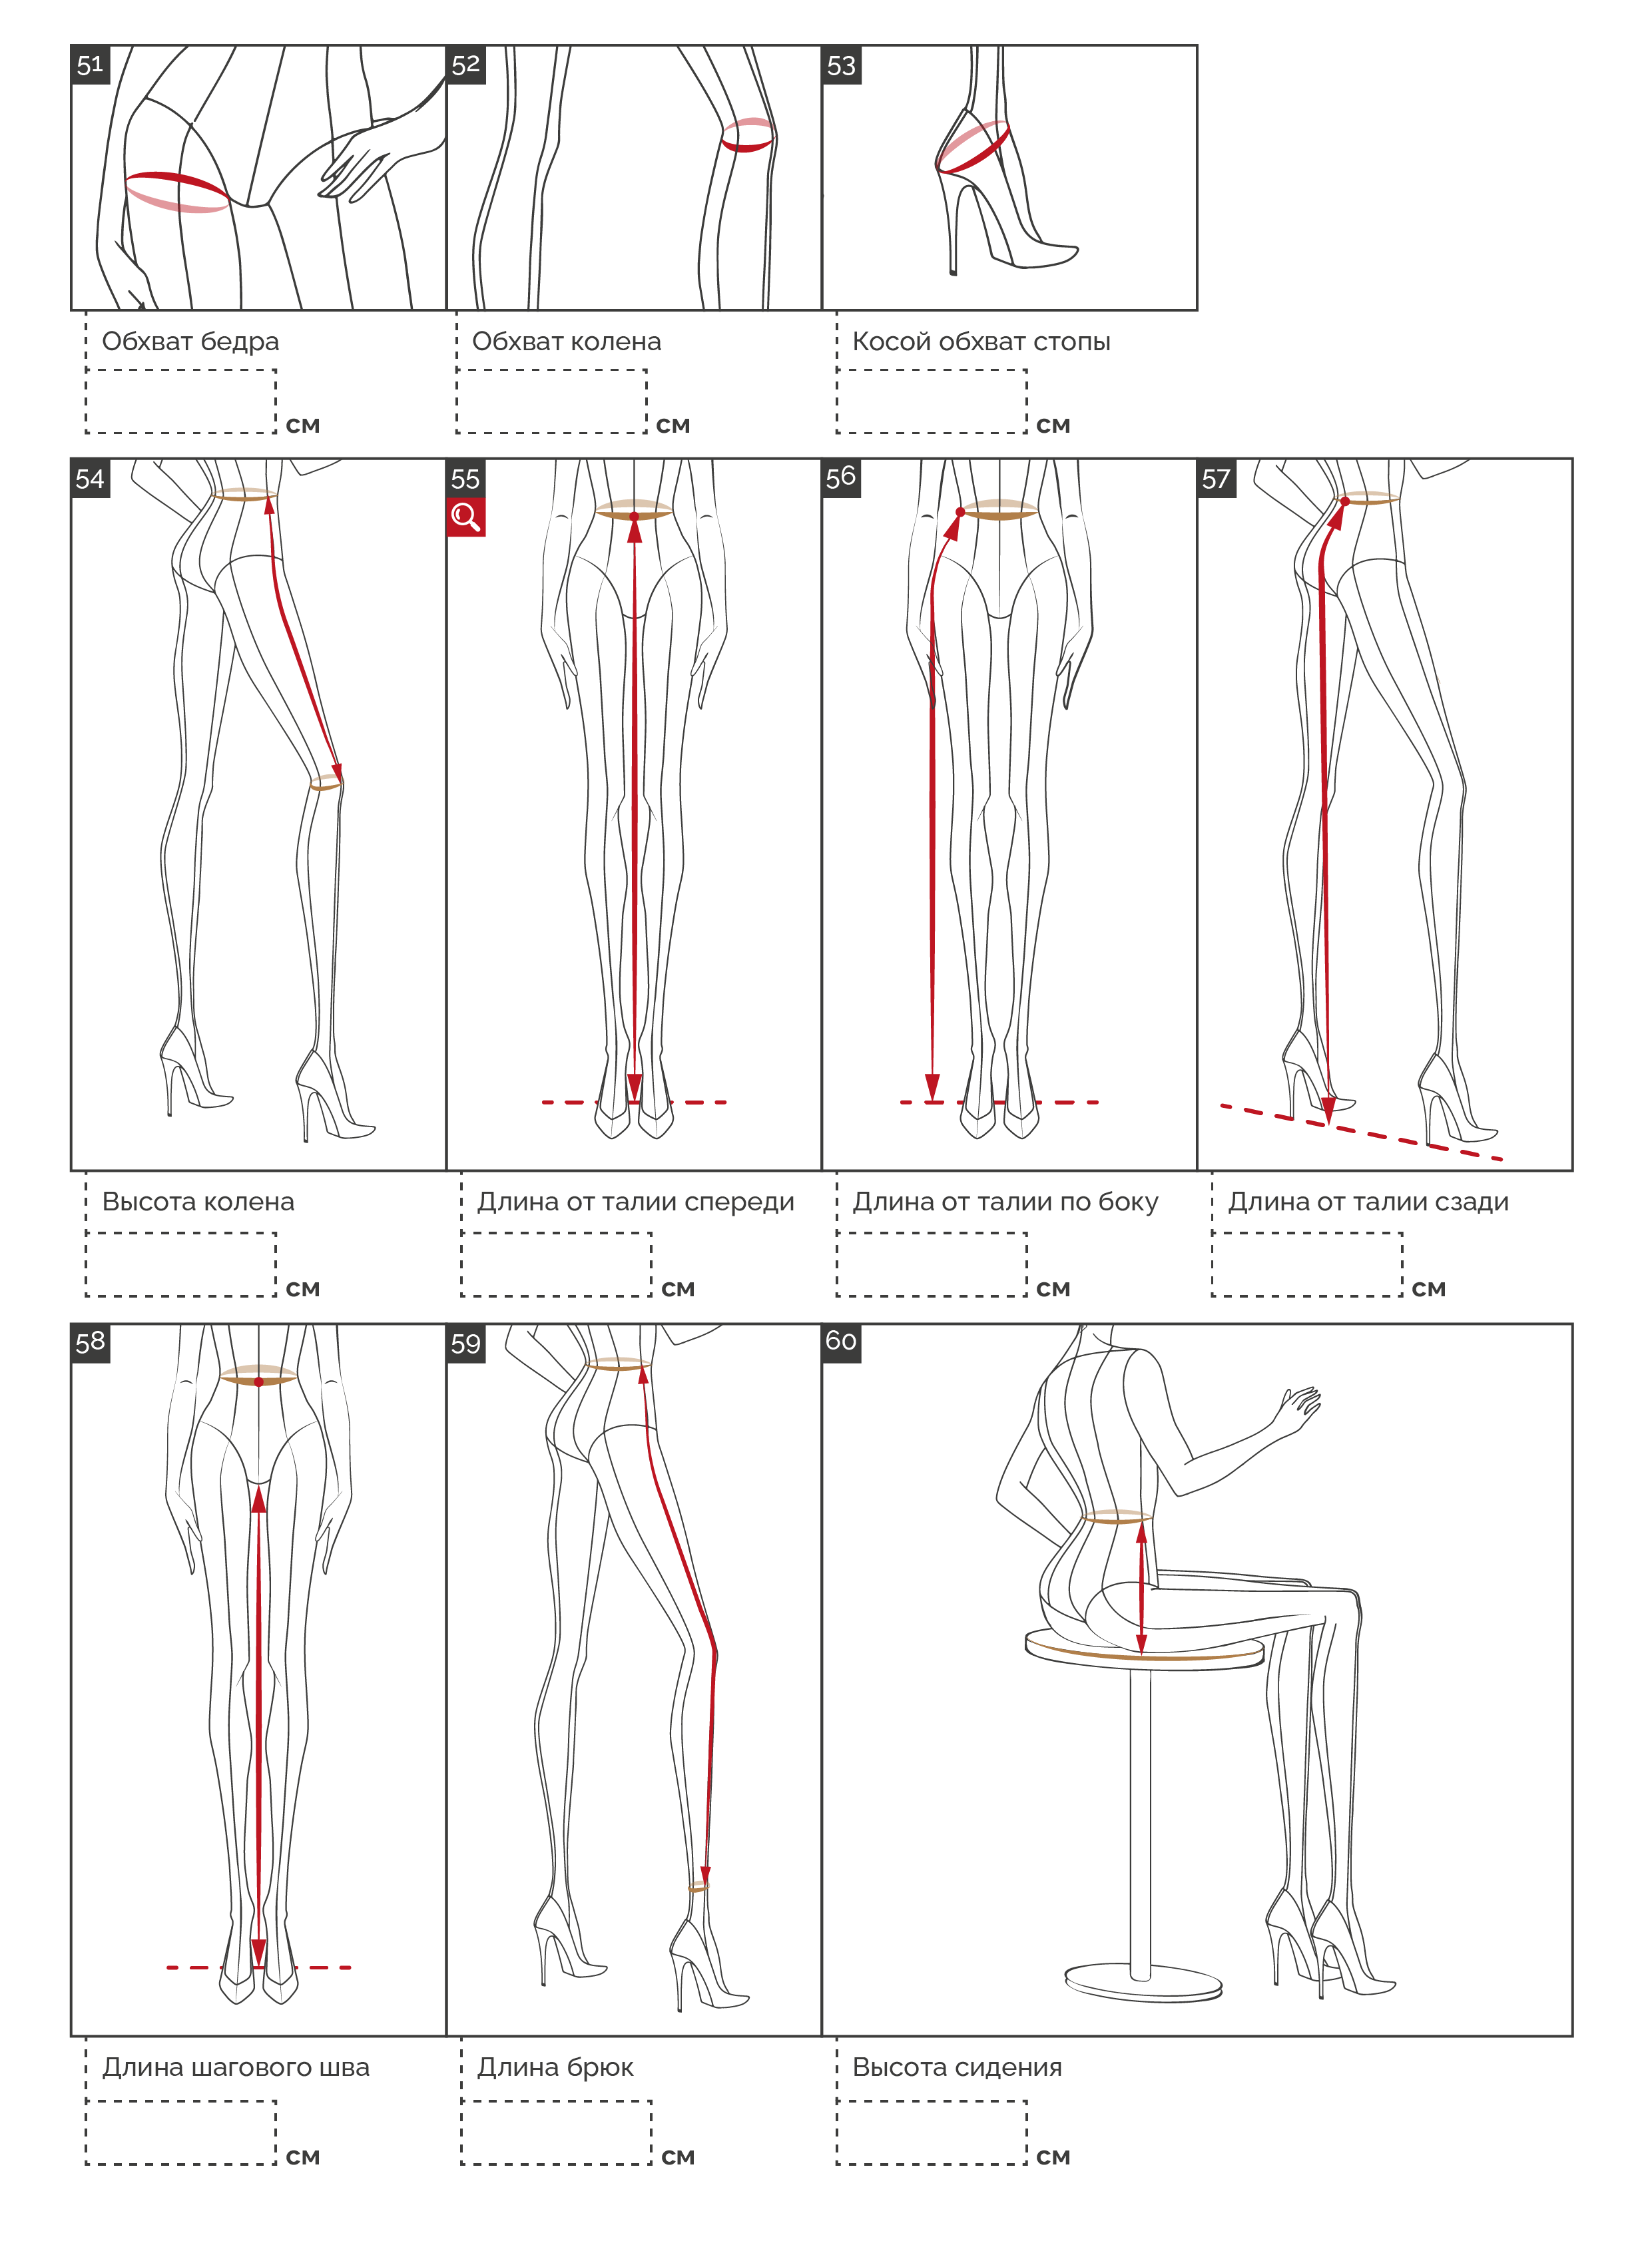 51 52 53
Обхват бедра Обхват колена Косой обхват стопы
см см см
54 55 56 57
Высота колена Длина от талии спереди Длина от талии по боку Длина от талии сзади
см см см см
58 59 60
Длина шагового шва Длина брюк Высота сидения
см см см